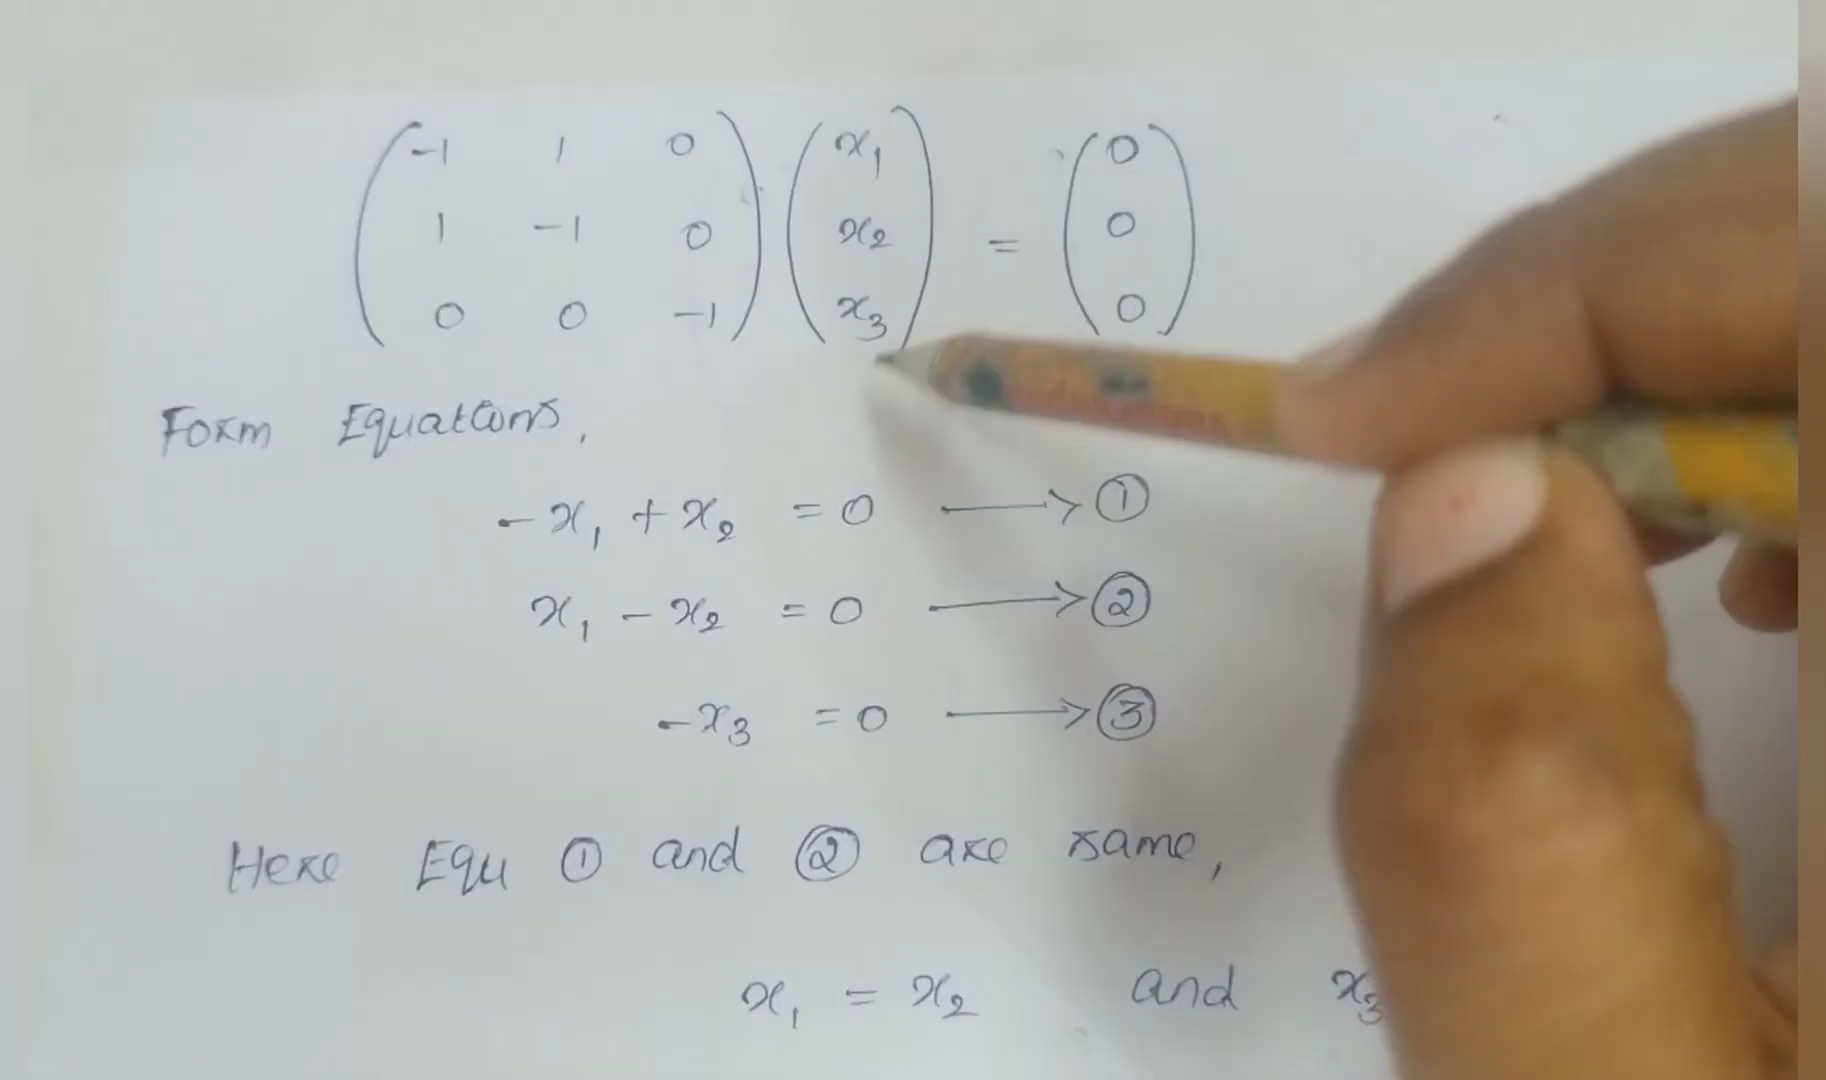 -1 1 0 x1 0
1 -1 0 x2 = 0
0 0 -1 x3 0
Form Equations,
-x1 + x2 = 0 → ①
x1 - x2 = 0 → ②
-x3 = 0 → ③
Here Equ ① and ② are same,
x1 = x2 and x3